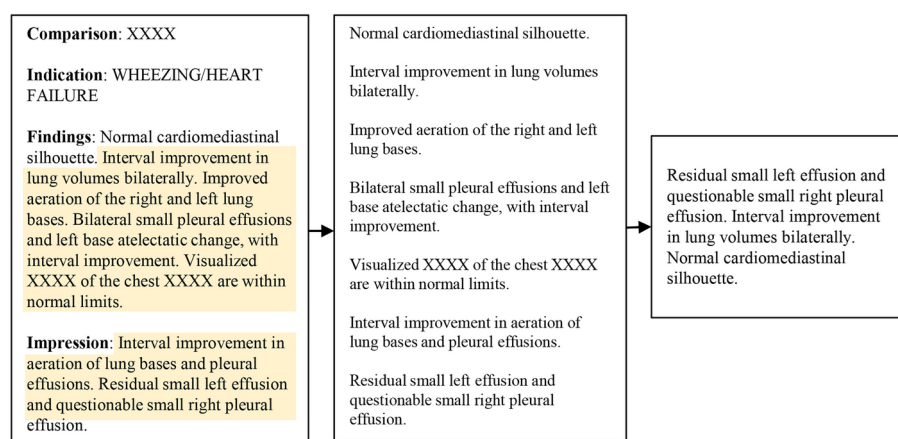 Comparison: XXXX
Indication: WHEEZING/HEART
FAILURE
Findings: Normal cardiomediastinal
silhouette. Interval improvement in
lung volumes bilaterally. Improved
aeration of the right and left lung
bases. Bilateral small pleural effusions
and left base atelectatic change, with
interval improvement. Visualized
XXXX of the chest XXXX are within
normal limits.
Impression: Interval improvement in
aeration of lung bases and pleural
effusions. Residual small left effusion
and questionable small right pleural
effusion.
Normal cardiomediastinal silhouette.
Interval improvement in lung volumes
bilaterally.
Improved aeration of the right and left
lung bases.
Bilateral small pleural effusions and left
base atelectatic change, with interval
improvement.
Visualized XXXX of the chest XXXX
are within normal limits.
Interval improvement in aeration of
lung bases and pleural effusions.
Residual small left effusion and
questionable small right pleural
effusion.
Residual small left effusion and
questionable small right pleural
effusion. Interval improvement
in lung volumes bilaterally.
Normal cardiomediastinal
silhouette.